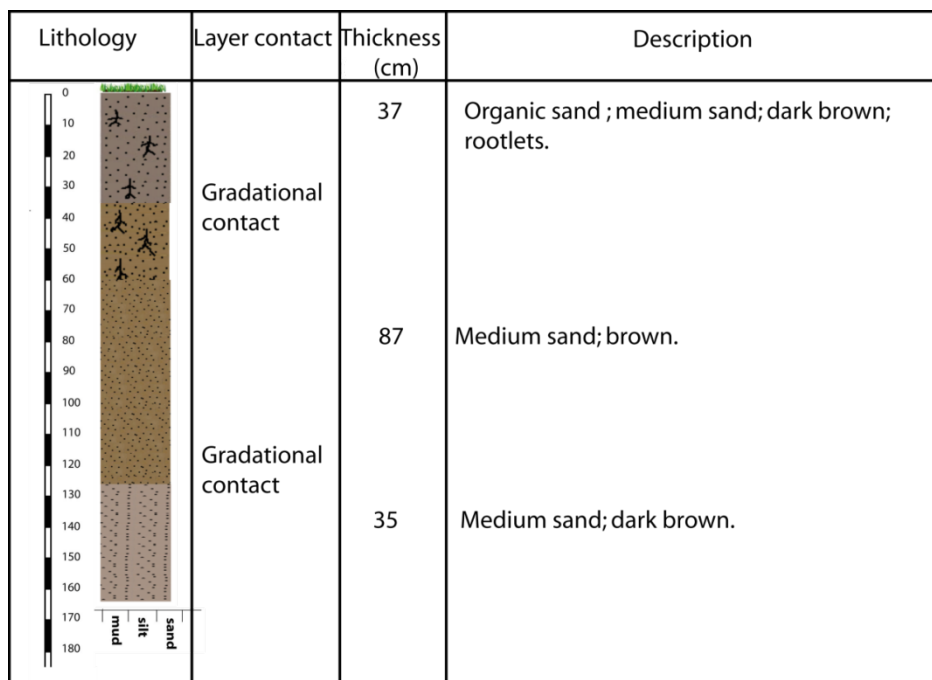 Lithology
Layer contact
Thickness
(cm)
Description
0
10
20
30
40
50
60
70
80
90
100
110
120
130
140
150
160
170
180
mud
silt
sand
Gradational
contact
Gradational
contact
37
87
35
Organic sand ; medium sand; dark brown;
rootlets.
Medium sand; brown.
Medium sand; dark brown.